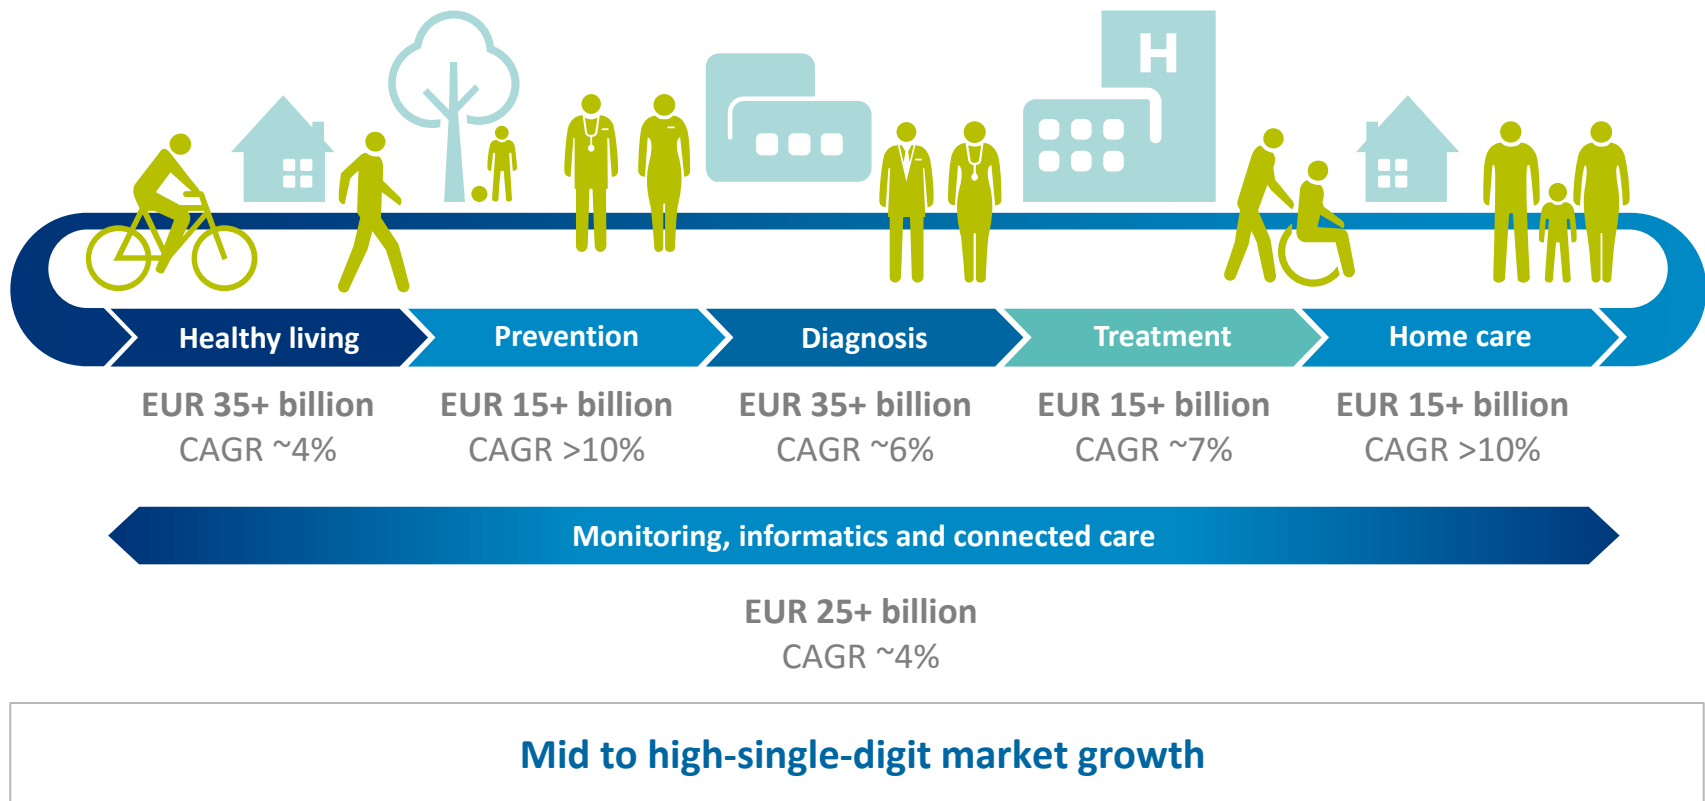 H
Healthy living
Prevention
Diagnosis
Treatment
Home care
EUR 35+ billion
CAGR ~4%
EUR 15+ billion
CAGR >10%
EUR 35+ billion
CAGR ~6%
EUR 15+ billion
CAGR ~7%
EUR 15+ billion
CAGR >10%
Monitoring, informatics and connected care
EUR 25+ billion
CAGR ~4%
Mid to high-single-digit market growth